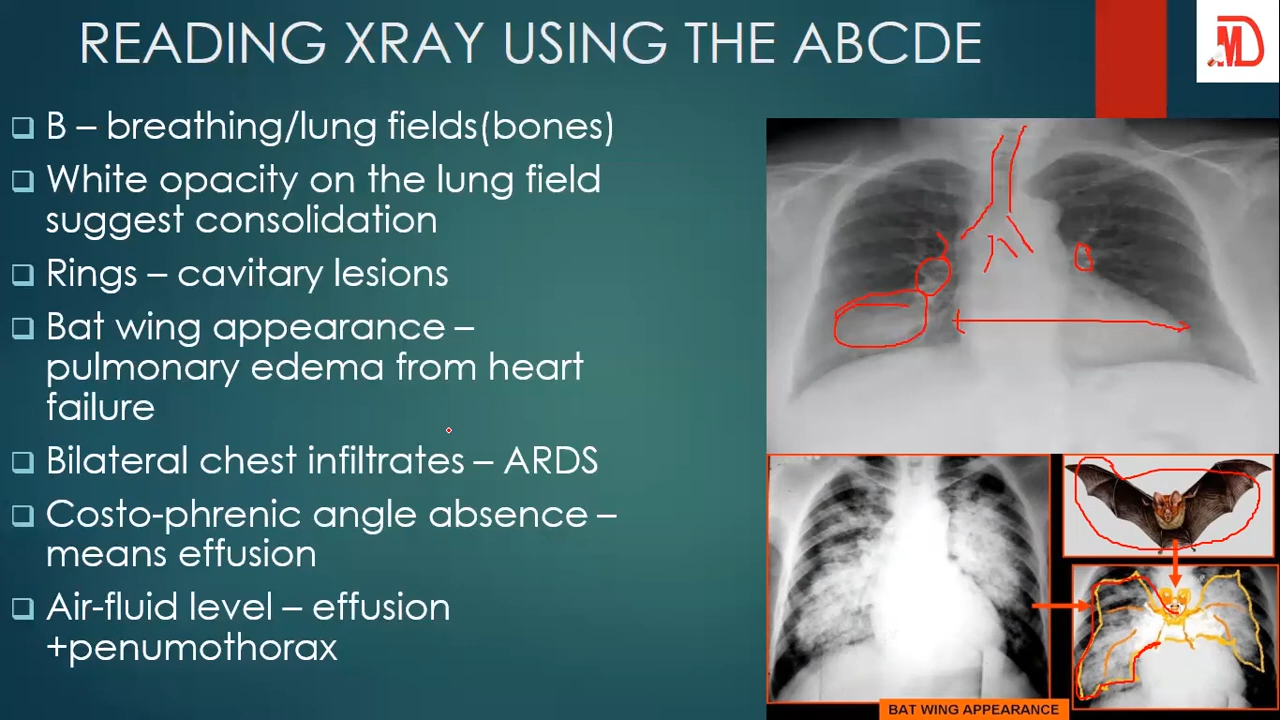 READING XRAY USING THE ABCDE
MD
B – breathing/lung fields(bones)
White opacity on the lung field
suggest consolidation
Rings – cavitary lesions
Bat wing appearance –
pulmonary edema from heart
failure
Bilateral chest infiltrates – ARDS
Costo-phrenic angle absence –
means effusion
Air-fluid level – effusion
+penumothorax
BAT WING APPEARANCE